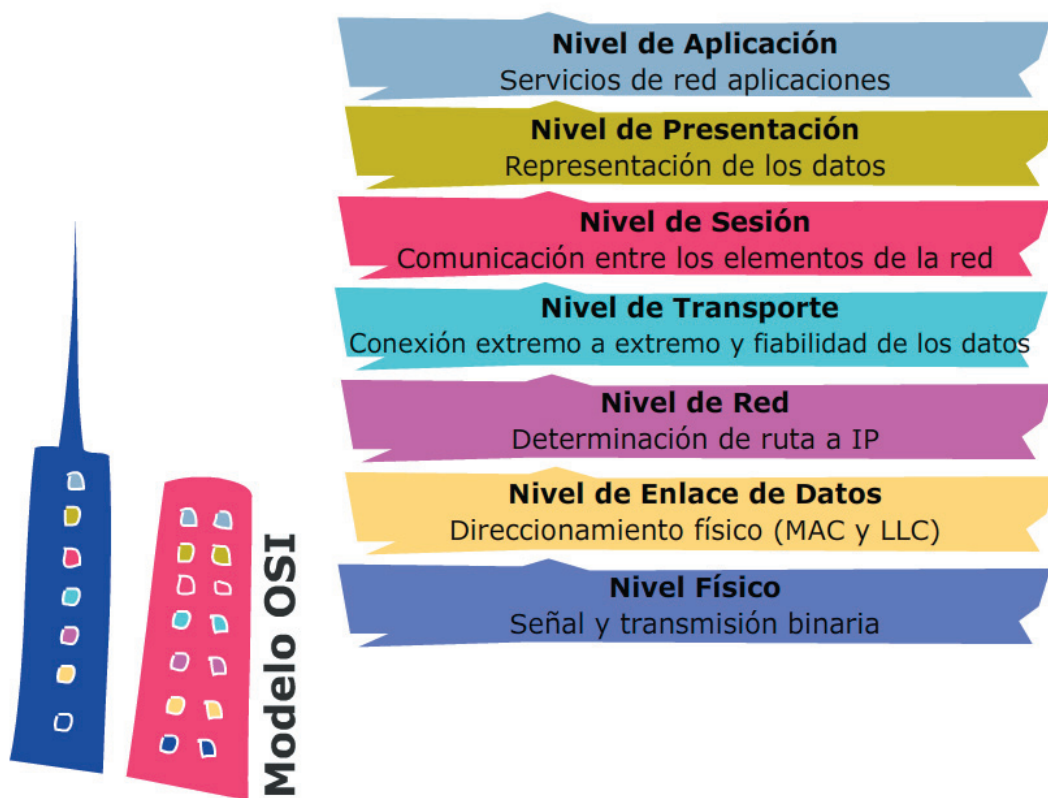 Nivel de Aplicación
Servicios de red aplicaciones
Nivel de Presentación
Representación de los datos
Nivel de Sesión
Comunicación entre los elementos de la red
Nivel de Transporte
Conexión extremo a extremo y fiabilidad de los datos
Nivel de Red
Determinación de ruta a IP
Nivel de Enlace de Datos
Direccionamiento físico (MAC y LLC)
Nivel Físico
Señal y transmisión binaria
Modelo OSI